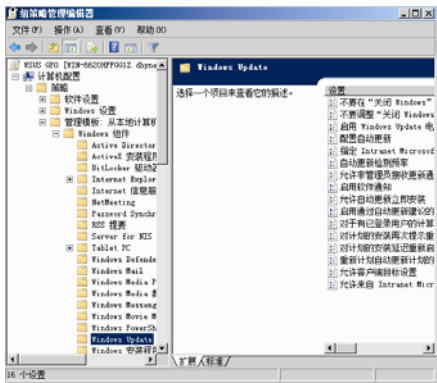 组策略管理编辑器
文件(F) 操作(A) 查看(V) 帮助(H)
WSUS GPO [WIN-6620MFFGG1Z.dhyna
计算机配置
策略
软件设置
Windows 设置
管理模板: 从本地计算机
Windows 组件
Active Director
ActiveX 安装程序
BitLocker 驱动器
Internet Explor
Internet 信息服
NetMeeting
Password Synchr
RSS 提要
Server for NIS
Tablet PC
Windows Defende
Windows Mail
Windows Media P
Windows Media
Windows Messeng
Windows Movie M
Windows PowerSh
Windows Update
Windows 安装程序
Windows Update
选择一个项目来查看它的描述。
设置
不要在“关闭 Windows”
不要调整“关闭 Windows
启用 Windows Update 电
配置自动更新
指定 Intranet Microsof
自动更新检测频率
允许非管理员接收更新通
启用软件通知
允许自动更新立即安装
启用通过自动更新建议的
对于有已登录用户的计算
对计划的安装再次提示重
对计划的安装延迟重新启
重新计划自动更新计划的
允许客户端目标设置
允许来自 Intranet Micr
扩展 标准
16 个设置